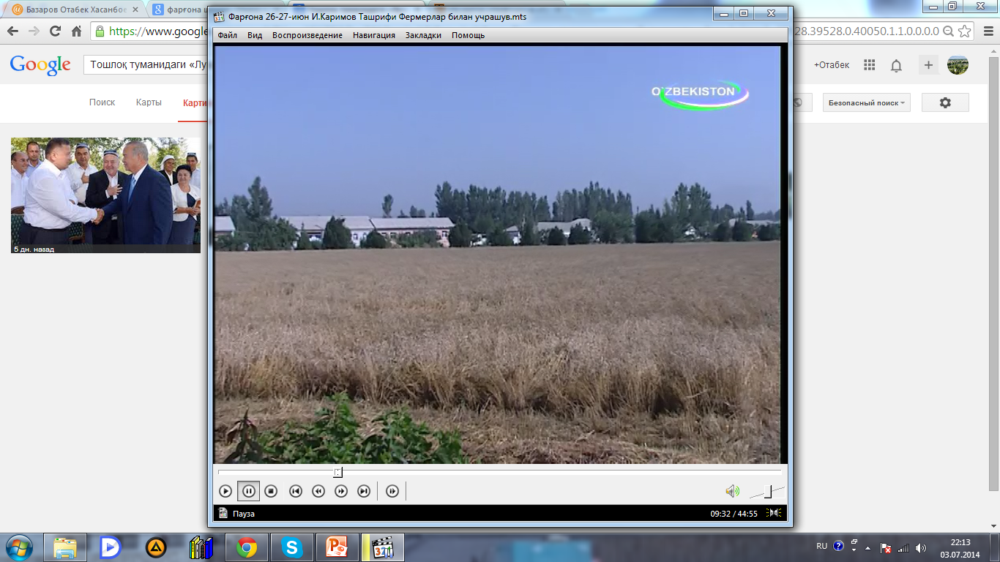 Базаров Отабек Хасанбое
фарғона ш
Фарғона 26-27-июн И.Каримов Ташрифи Фермерлар билан учрашув.mts
https://www.google
28.39528.0.40050.1.1.0.0.0.0
Файл Вид Воспроизведение Навигация Закладки Помощь
Google
Тошлоқ туманидаги «Лу
+Отабек
Поиск Карты Карти
Безопасный поиск
O'ZBEKISTON
5 дн. назад
Пауза
09:32 / 44:55
RU
22:13
03.07.2014